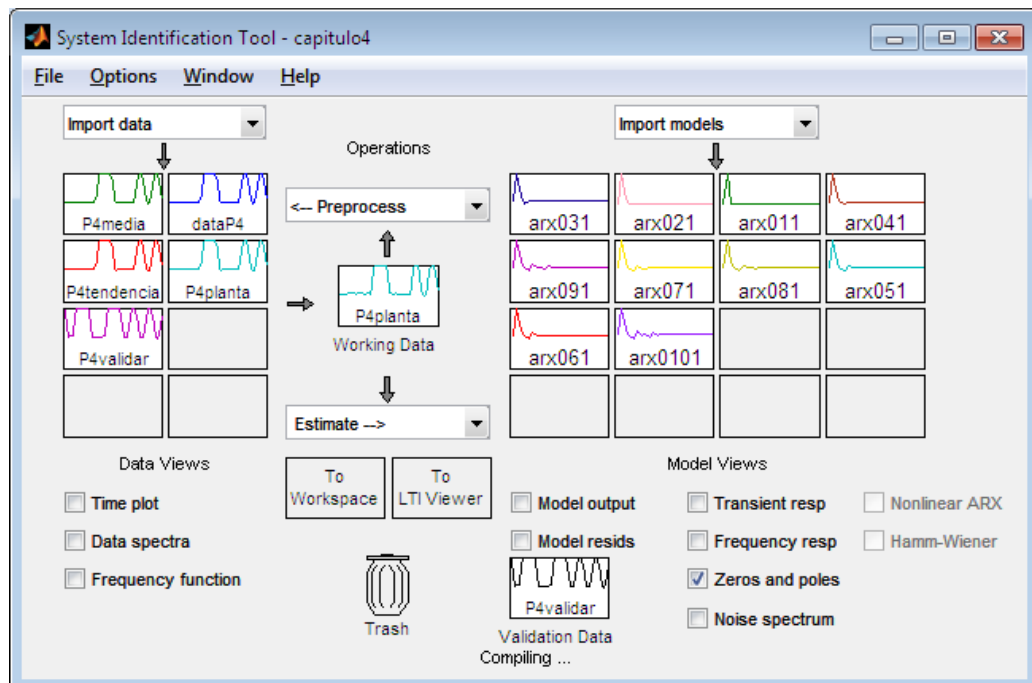 System Identification Tool - capitulo4
File Options Window Help
Import data
Import models
Operations
P4media dataP4
<-- Preprocess
arx031 arx021 arx011 arx041
P4tendencia P4planta
P4planta
arx091 arx071 arx081 arx051
Working Data
P4validar
arx061 arx0101
Estimate -->
Data Views
Model Views
To Workspace
To LTI Viewer
Time plot
Data spectra
Frequency function
Model output
Transient resp
Nonlinear ARX
Model resids
Frequency resp
Hamm-Wiener
Zeros and poles
P4validar
Noise spectrum
Trash
Validation Data
Compiling ...